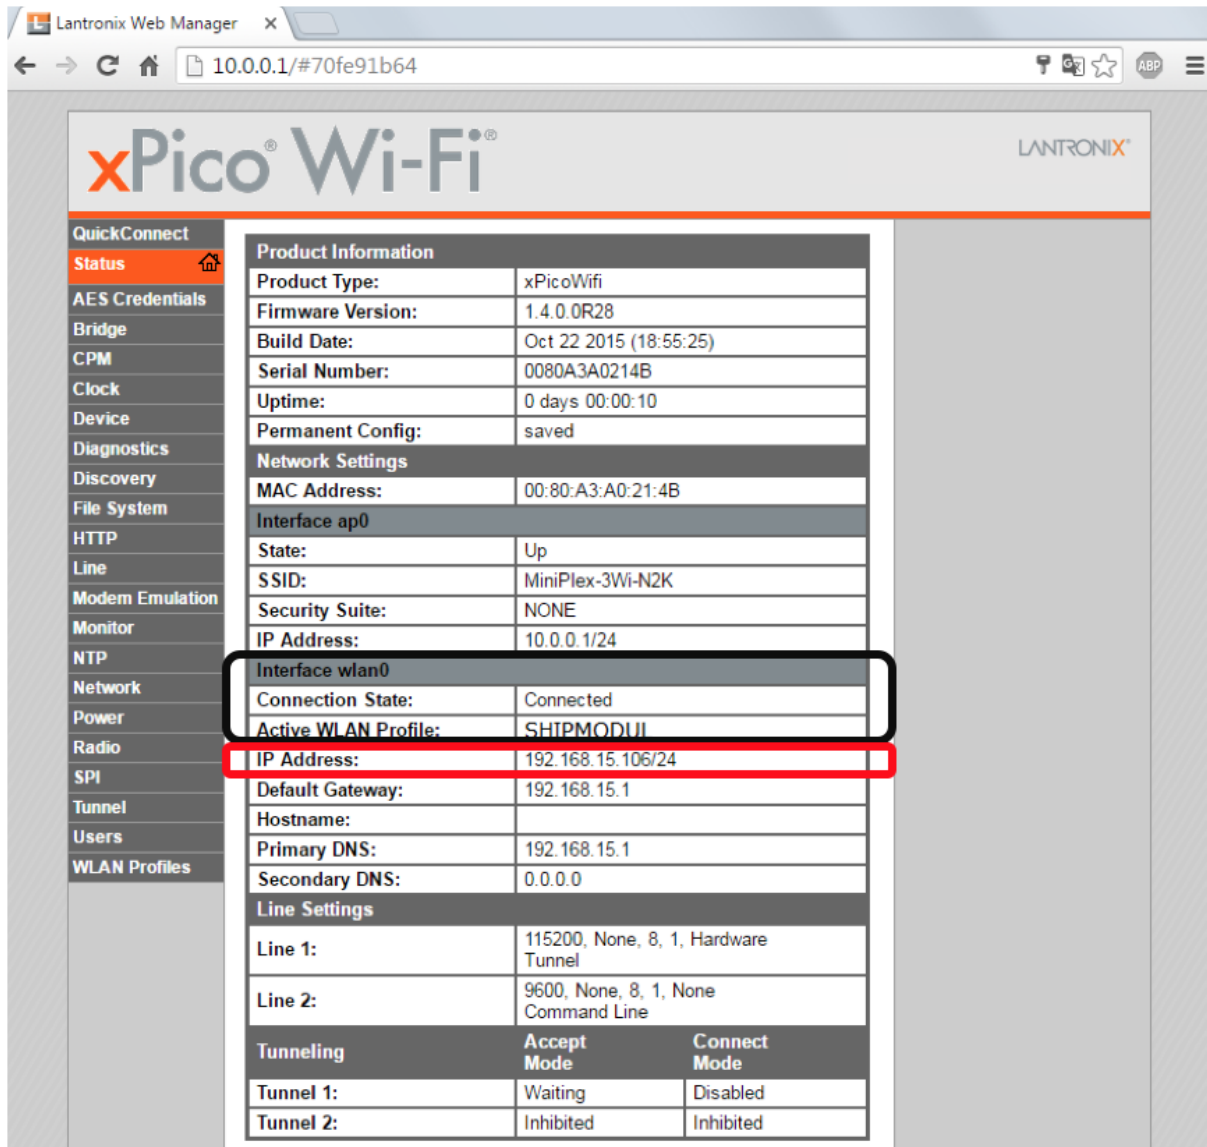 Lantronix Web Manager
10.0.0.1/#70fe91b64
ABP
xPico® Wi-Fi®
LANTRONIX®
QuickConnect
Status
AES Credentials
Bridge
CPM
Clock
Device
Diagnostics
Discovery
File System
HTTP
Line
Modem Emulation
Monitor
NTP
Network
Power
Radio
SPI
Tunnel
Users
WLAN Profiles
Product Information
Product Type: xPicoWifi
Firmware Version: 1.4.0.0R28
Build Date: Oct 22 2015 (18:55:25)
Serial Number: 0080A3A0214B
Uptime: 0 days 00:00:10
Permanent Config: saved
Network Settings
MAC Address: 00:80:A3:A0:21:4B
Interface ap0
State: Up
SSID: MiniPlex-3Wi-N2K
Security Suite: NONE
IP Address: 10.0.0.1/24
Interface wlan0
Connection State: Connected
Active WLAN Profile: SHIPMODUL
IP Address: 192.168.15.106/24
Default Gateway: 192.168.15.1
Hostname:
Primary DNS: 192.168.15.1
Secondary DNS: 0.0.0.0
Line Settings
Line 1: 115200, None, 8, 1, Hardware
Tunnel
Line 2: 9600, None, 8, 1, None
Command Line
Tunneling Accept Mode Connect Mode
Tunnel 1: Waiting Disabled
Tunnel 2: Inhibited Inhibited